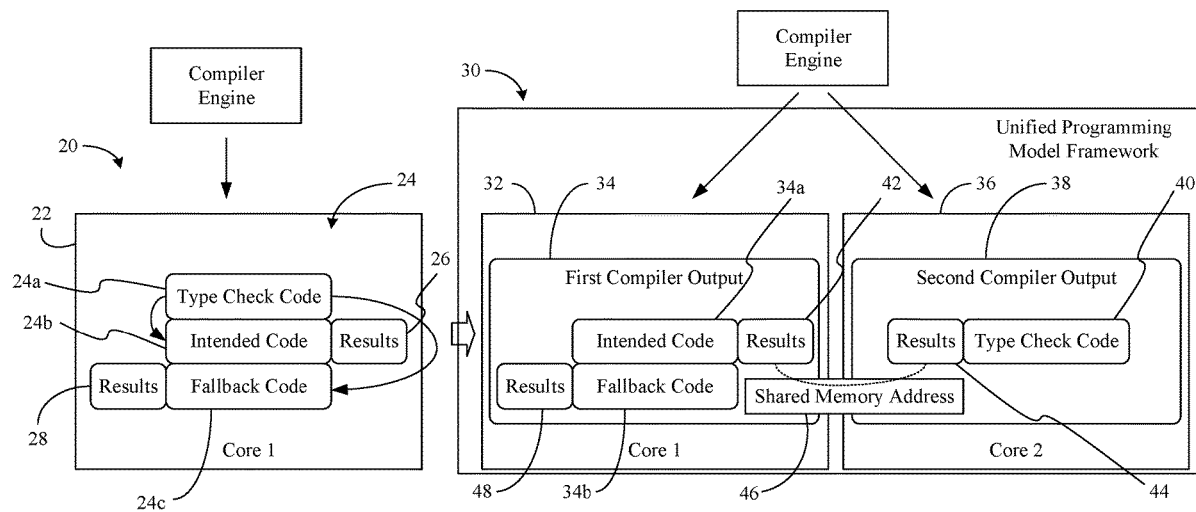 Compiler
Engine
20
24
22
24a
Type Check Code
26
24b
Intended Code
Results
Results
Fallback Code
28
Core 1
24c
Compiler
Engine
30
Unified Programming
Model Framework
32
34
34a
42
36
38
40
First Compiler Output
Second Compiler Output
Intended Code
Results
Results
Type Check Code
Results
Fallback Code
Shared Memory Address
Core 1
Core 2
48
34b
46
44